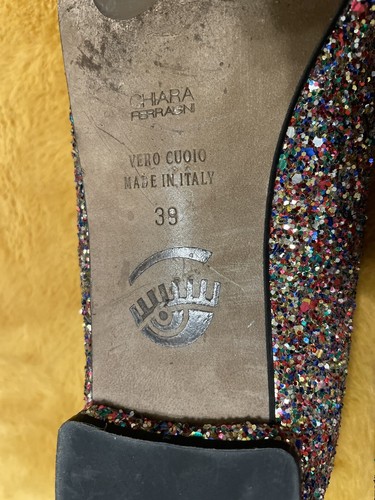 CHIARA
FERRAGNI
VERO CUOIO
MADE IN ITALY
39